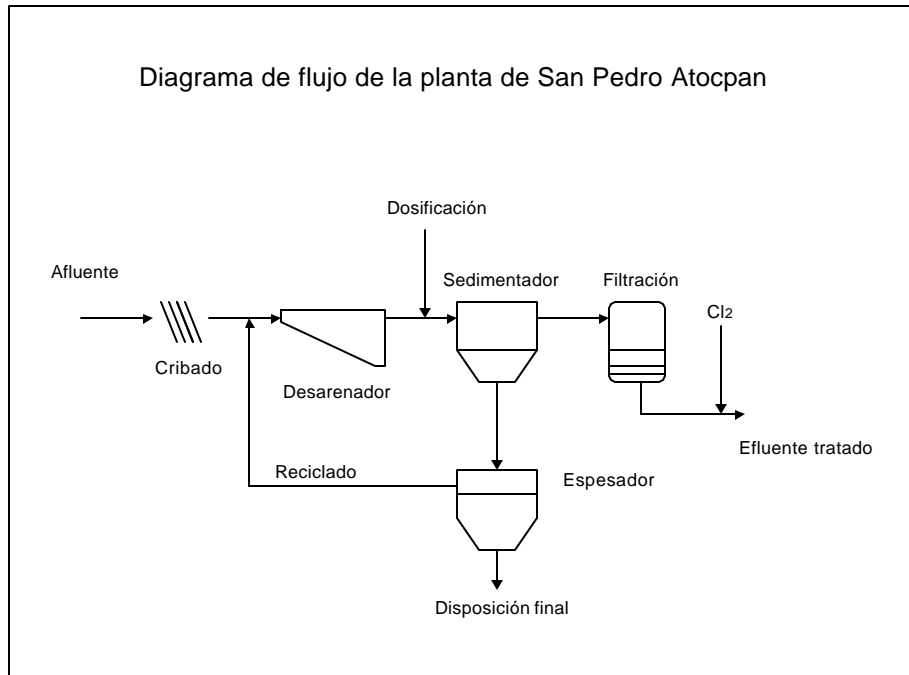 Diagrama de flujo de la planta de San Pedro Atocpan
Dosificación
Afluente
Sedimentador
Filtración
Cl2
Cribado
Desarenador
Efluente tratado
Reciclado
Espesador
Disposición final